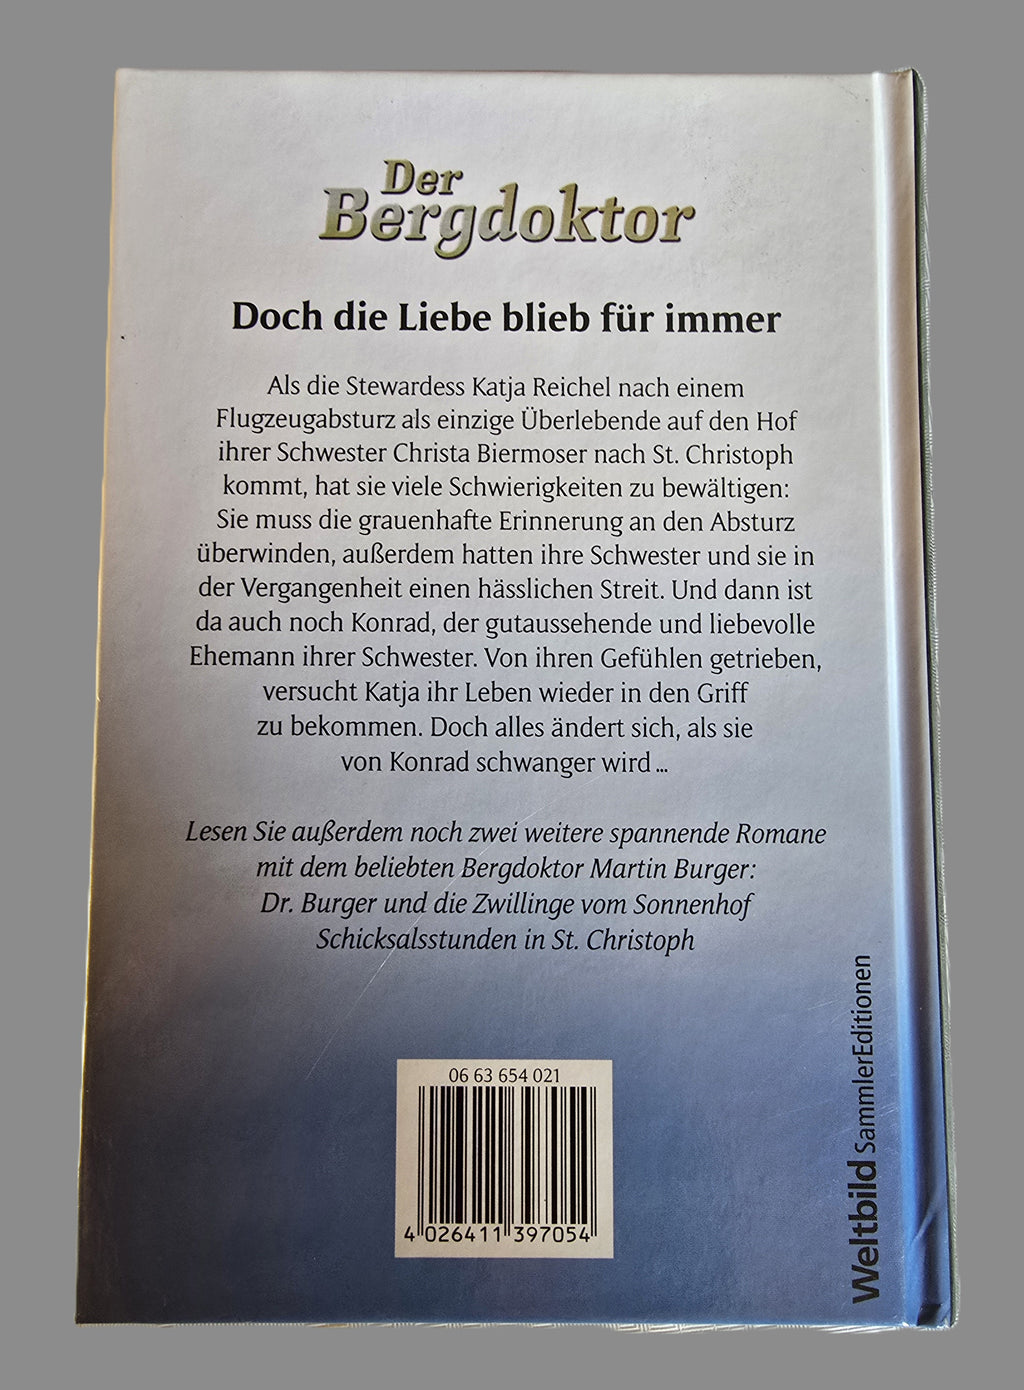 Der
Bergdoktor
Doch die Liebe blieb für immer
Als die Stewardess Katja Reichel nach einem
Flugzeugabsturz als einzige Überlebende auf den Hof
ihrer Schwester Christa Biermoser nach St. Christoph
kommt, hat sie viele Schwierigkeiten zu bewältigen:
Sie muss die grauenhafte Erinnerung an den Absturz
überwinden, außerdem hatten ihre Schwester und sie in
der Vergangenheit einen hässlichen Streit. Und dann ist
da auch noch Konrad, der gutaussehende und liebevolle
Ehemann ihrer Schwester. Von ihren Gefühlen getrieben,
versucht Katja ihr Leben wieder in den Griff
zu bekommen. Doch alles ändert sich, als sie
von Konrad schwanger wird ...
Lesen Sie außerdem noch zwei weitere spannende Romane
mit dem beliebten Bergdoktor Martin Burger:
Dr. Burger und die Zwillinge vom Sonnenhof
Schicksalsstunden in St. Christoph
06 63 654 021
4 026411 397054
Weltbild SammlerEditionen